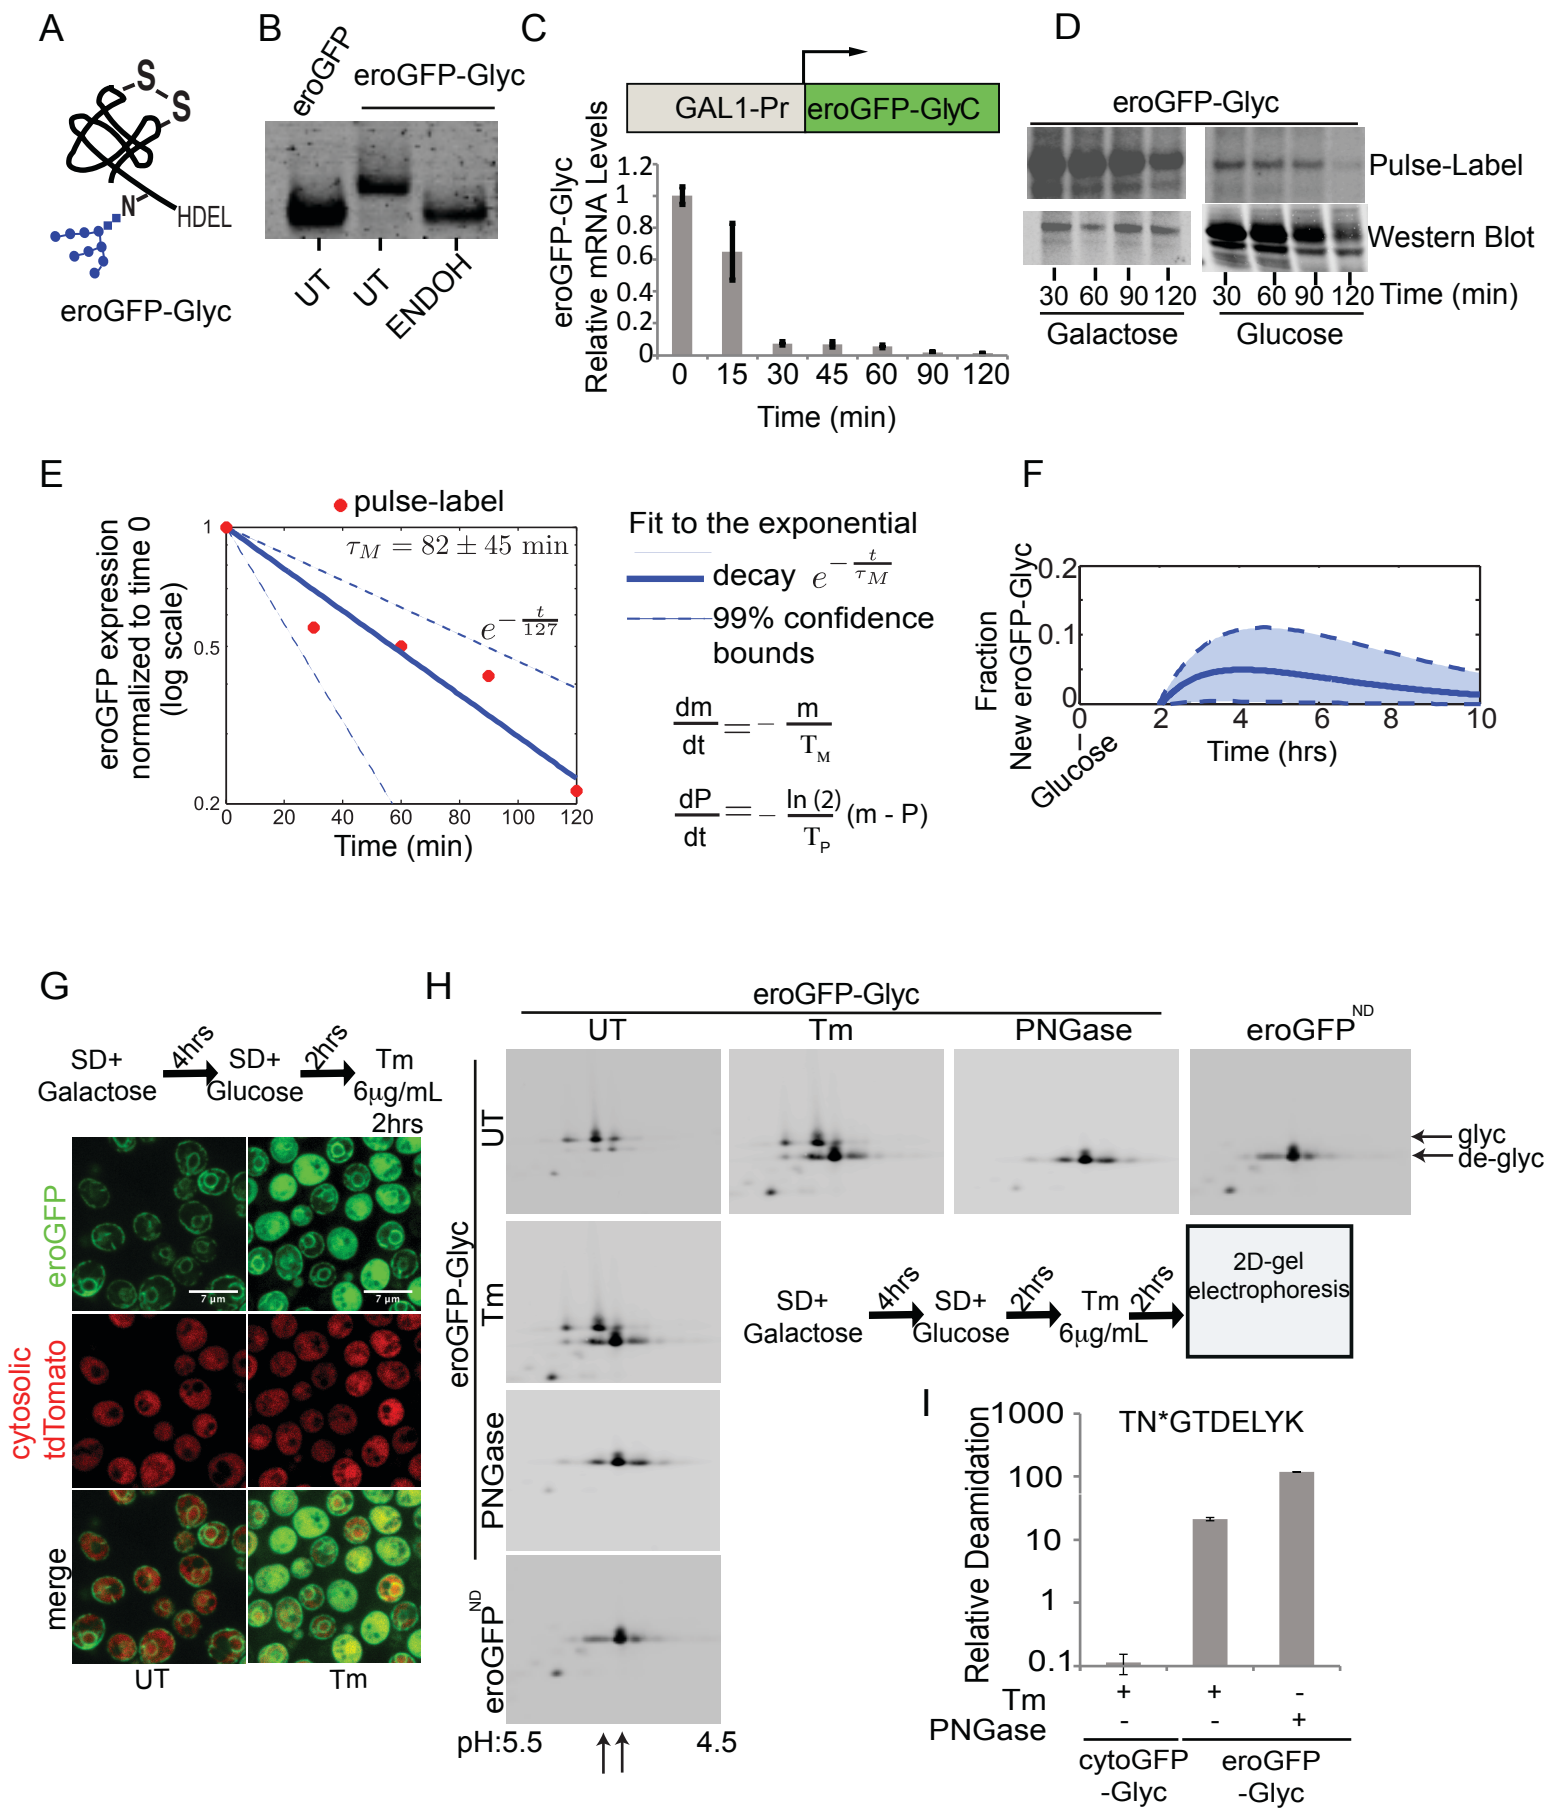 A
S
S
N
HDEL
eroGFP-Glyc
B
eroGFP
eroGFP-Glyc
UT
UT
ENDOH
C
GAL1-Pr
eroGFP-GlyC
eroGFP-Glyc
Relative mRNA Levels
1.2
1
0.8
0.6
0.4
0.2
0
0 15 30 45 60 90 120
Time (min)
D
eroGFP-Glyc
Pulse-Label
Western Blot
30 60 90 120 30 60 90 120 Time (min)
Galactose Glucose
E
pulse-label
eroGFP expression
normalized to time 0
(log scale)
1
0.5
0.2
τM = 82 ± 45 min
e^(-t/127)
0 20 40 60 80 100 120
Time (min)
Fit to the exponential
decay e^(-t/τM)
99% confidence
bounds
dm/dt = - m/TM
dP/dt = - ln (2)/TP (m - P)
F
Fraction
New eroGFP-Glyc
0.2
0.1
0
0 2 4 6 8 10
Glucose
Time (hrs)
G
SD+
Galactose
4hrs
SD+
Glucose
2hrs
Tm
6μg/mL
2hrs
eroGFP
7 μm
7 μm
cytosolic
tdTomato
merge
UT Tm
H
eroGFP-Glyc
UT Tm PNGase eroGFP^ND
eroGFP-Glyc
UT
Tm
PNGase
eroGFP^ND
glyc
de-glyc
SD+
Galactose
4hrs
SD+
Glucose
2hrs
Tm
6μg/mL
2hrs
2D-gel
electrophoresis
pH:5.5 4.5
I
TN*GTDELYK
Relative Deamidation
1000
100
10
1
0.1
Tm + + -
PNGase - - +
cytoGFP
-Glyc
eroGFP
-Glyc